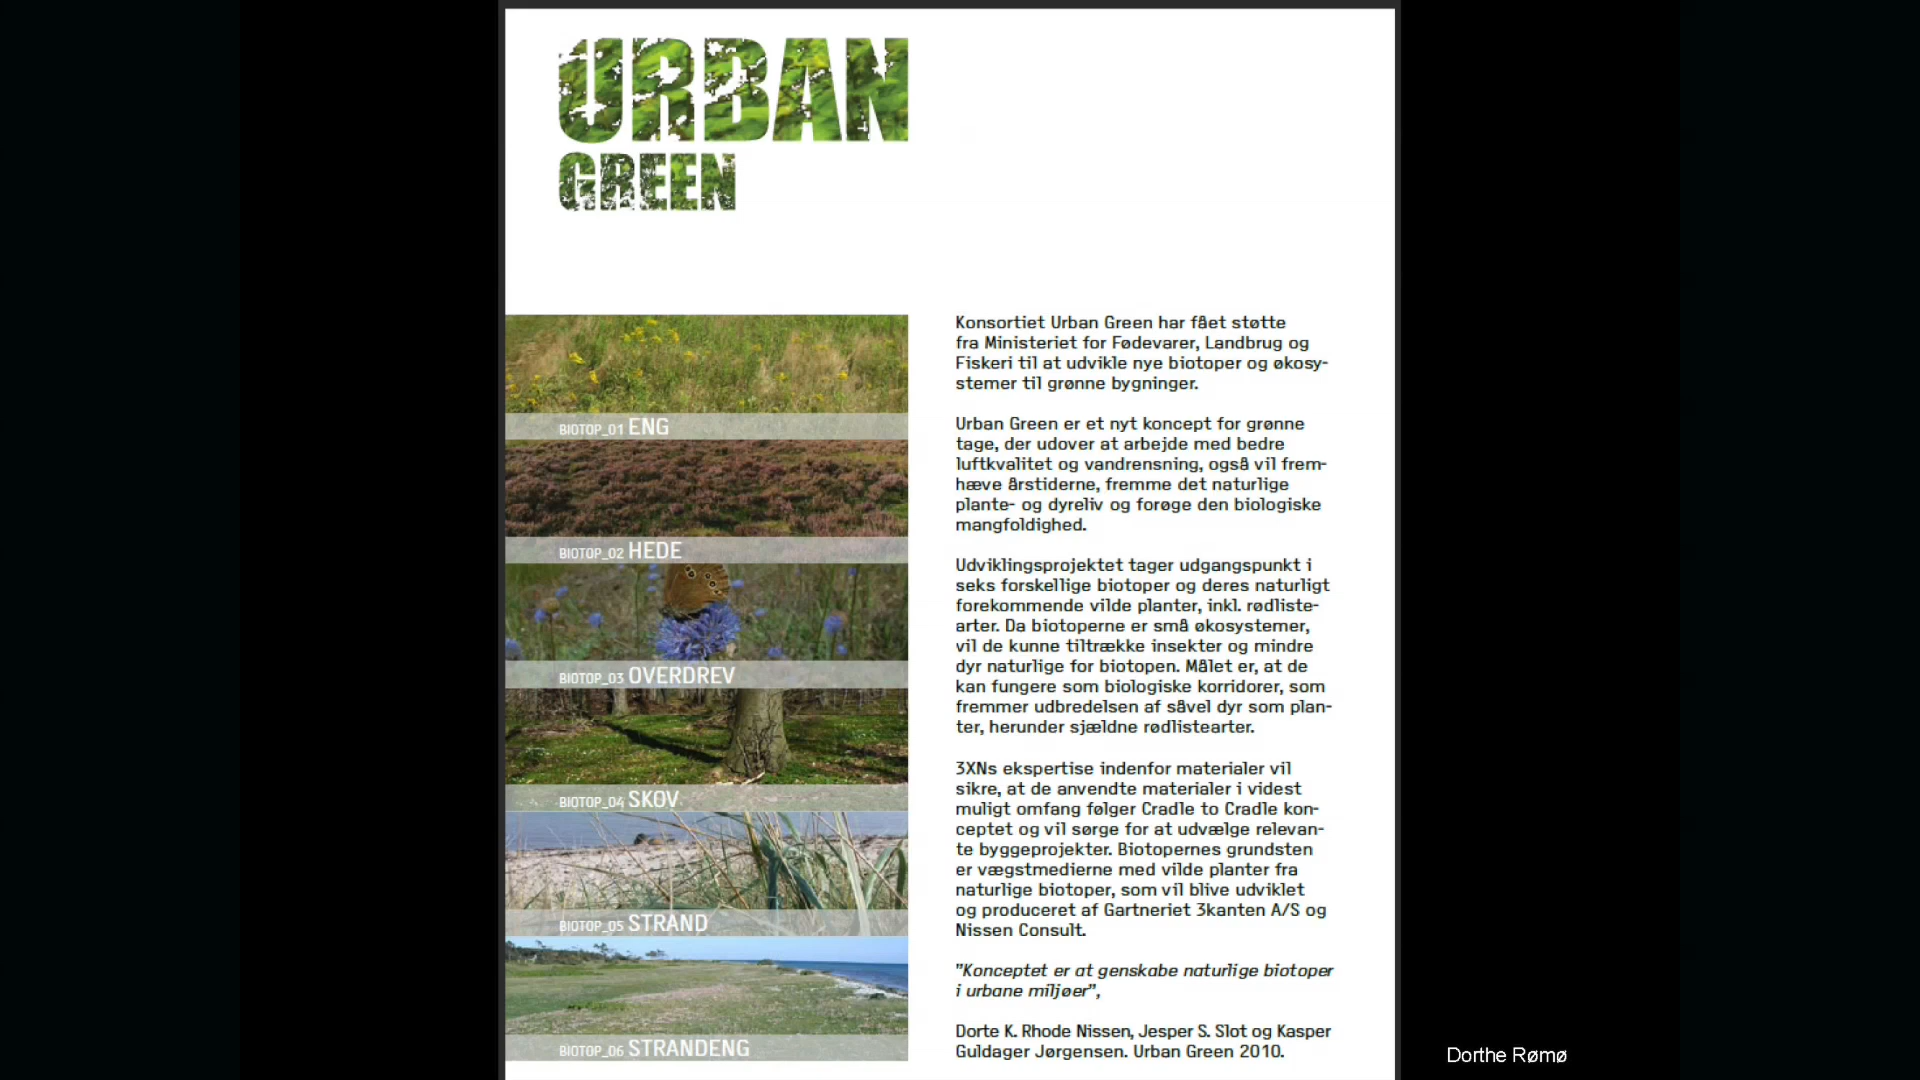 URBAN
GREEN
BIOTOP_01 ENG
BIOTOP_02 HEDE
BIOTOP_03 OVERDREV
BIOTOP_04 SKOV
BIOTOP_05 STRAND
BIOTOP_06 STRANDENG
Konsortiet Urban Green har fået støtte
fra Ministeriet for Fødevarer, Landbrug og
Fiskeri til at udvikle nye biotoper og økosy-
stemer til grønne bygninger.
Urban Green er et nyt koncept for grønne
tage, der udover at arbejde med bedre
luftkvalitet og vandrensning, også vil frem-
hæve årstiderne, fremme det naturlige
plante- og dyreliv og forøge den biologiske
mangfoldighed.
Udviklingsprojektet tager udgangspunkt i
seks forskellige biotoper og deres naturligt
forekommende vilde planter, inkl. rødliste-
arter. Da biotoperne er små økosystemer,
vil de kunne tiltrække insekter og mindre
dyr naturlige for biotopen. Målet er, at de
kan fungere som biologiske korridorer, som
fremmer udbredelsen af såvel dyr som plan-
ter, herunder sjældne rødlistearter.
3XNs ekspertise indenfor materialer vil
sikre, at de anvendte materialer i videst
muligt omfang følger Cradle to Cradle kon-
ceptet og vil sørge for at udvælge relevan-
te byggeprojekter. Biotopernes grundsten
er vægstmedierne med vilde planter fra
naturlige biotoper, som vil blive udviklet
og produceret af Gartneriet 3kanten A/S og
Nissen Consult.
"Konceptet er at genskabe naturlige biotoper
i urbane miljøer",
Dorte K. Rhode Nissen, Jesper S. Slot og Kasper
Guldager Jørgensen. Urban Green 2010.
Dorthe Rømø